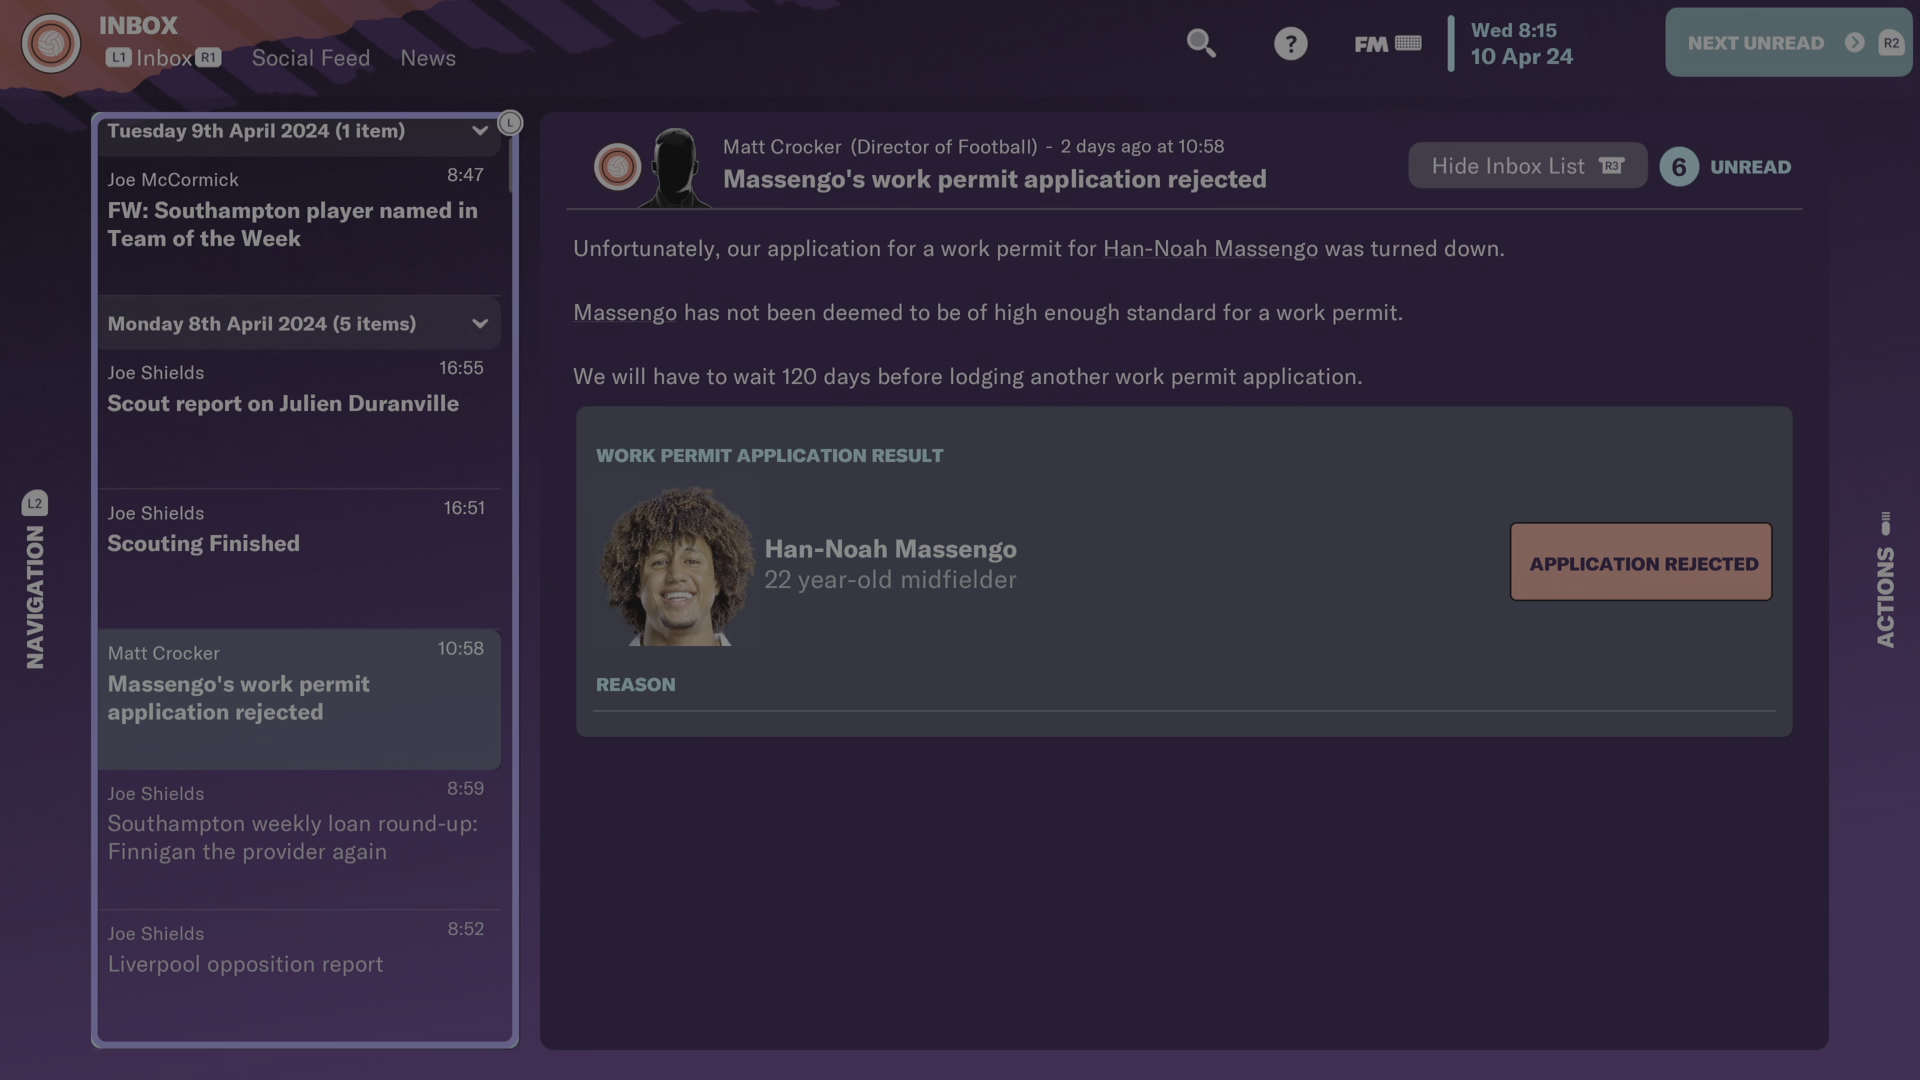 INBOX
L1 Inbox R1 Social Feed News
?
FM
Wed 8:15
10 Apr 24
NEXT UNREAD R2
L2
NAVIGATION
L
Tuesday 9th April 2024 (1 item)
Joe McCormick 8:47
FW: Southampton player named in
Team of the Week
Monday 8th April 2024 (5 items)
Joe Shields 16:55
Scout report on Julien Duranville
Joe Shields 16:51
Scouting Finished
Matt Crocker 10:58
Massengo's work permit
application rejected
Joe Shields 8:59
Southampton weekly loan round-up:
Finnigan the provider again
Joe Shields 8:52
Liverpool opposition report
Matt Crocker (Director of Football) - 2 days ago at 10:58
Massengo's work permit application rejected
Hide Inbox List R3
6 UNREAD
Unfortunately, our application for a work permit for Han-Noah Massengo was turned down.
Massengo has not been deemed to be of high enough standard for a work permit.
We will have to wait 120 days before lodging another work permit application.
WORK PERMIT APPLICATION RESULT
Han-Noah Massengo
22 year-old midfielder
APPLICATION REJECTED
REASON
ACTIONS